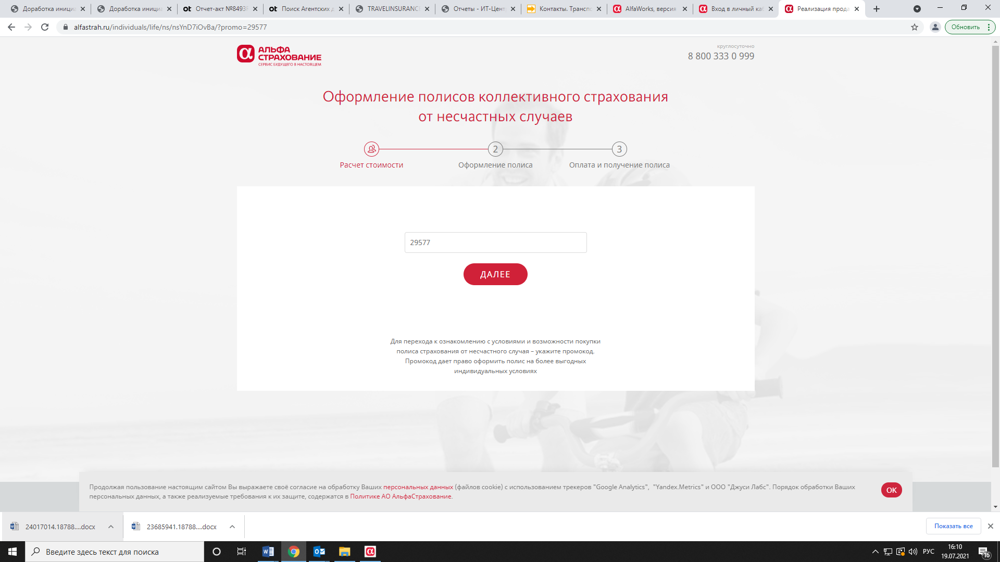 Доработка инициа
Доработка инициа
Отчет-акт №8493F
Поиск Агентских д
TRAVELINSURANCE
Отчеты - ИТ-Цент
Контакты. Транспо
AlfaWorks, версия
Вход в личный каб
Реализация прода
alfastrah.ru/individuals/life/ns/nsYnD7iOvBa/?promo=29577
Обновить
АЛЬФА
СТРАХОВАНИЕ
СЕРВИС БУДУЩЕГО В НАСТОЯЩЕМ
круглосуточно
8 800 333 0 999
Оформление полисов коллективного страхования
от несчастных случаев
2
3
Расчет стоимости
Оформление полиса
Оплата и получение полиса
29577
ДАЛЕЕ
Для перехода к ознакомлению с условиями и возможности покупки
полиса страхования от несчастного случая – укажите промокод.
Промокод дает право оформить полис на более выгодных
индивидуальных условиях
Продолжая пользование настоящим сайтом Вы выражаете своё согласие на обработку Ваших персональных данных (файлов cookie) с использованием трекеров "Google Analytics", "Yandex.Metrics" и ООО "Джуси Лабс". Порядок обработки Ваших
персональных данных, а также реализуемые требования к их защите, содержатся в Политике АО АльфаСтрахование.
OK
24017014.18788....docx
23685941.18788....docx
Показать все
Введите здесь текст для поиска
РУС
16:10
19.07.2021
16